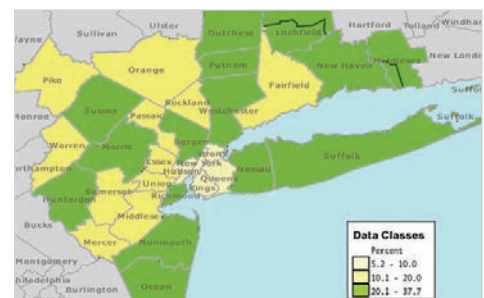 Ulster
Dutchess
Litchfield
Hartford
Tolland
Windhar
Wayne
Sullivan
Putnam
New Haven
Middlesex
New Londo
Orange
Pike
Fairfield
Rockland
Westchester
Sussex
Passaic
Suffolk
Monroe
Bergen
Warren
Morris
Essex
Bronx
New York
Nassau
Suffolk
Northampton
Hudson
Queens
Union
Kings
Hunterdon
Somerset
Richmond
Middlesex
Bucks
Mercer
Monmouth
Montgomery
Philadelphia
Burlington
Ocean
Data Classes
Percent
5.2 - 10.0
10.1 - 20.0
20.1 - 37.7